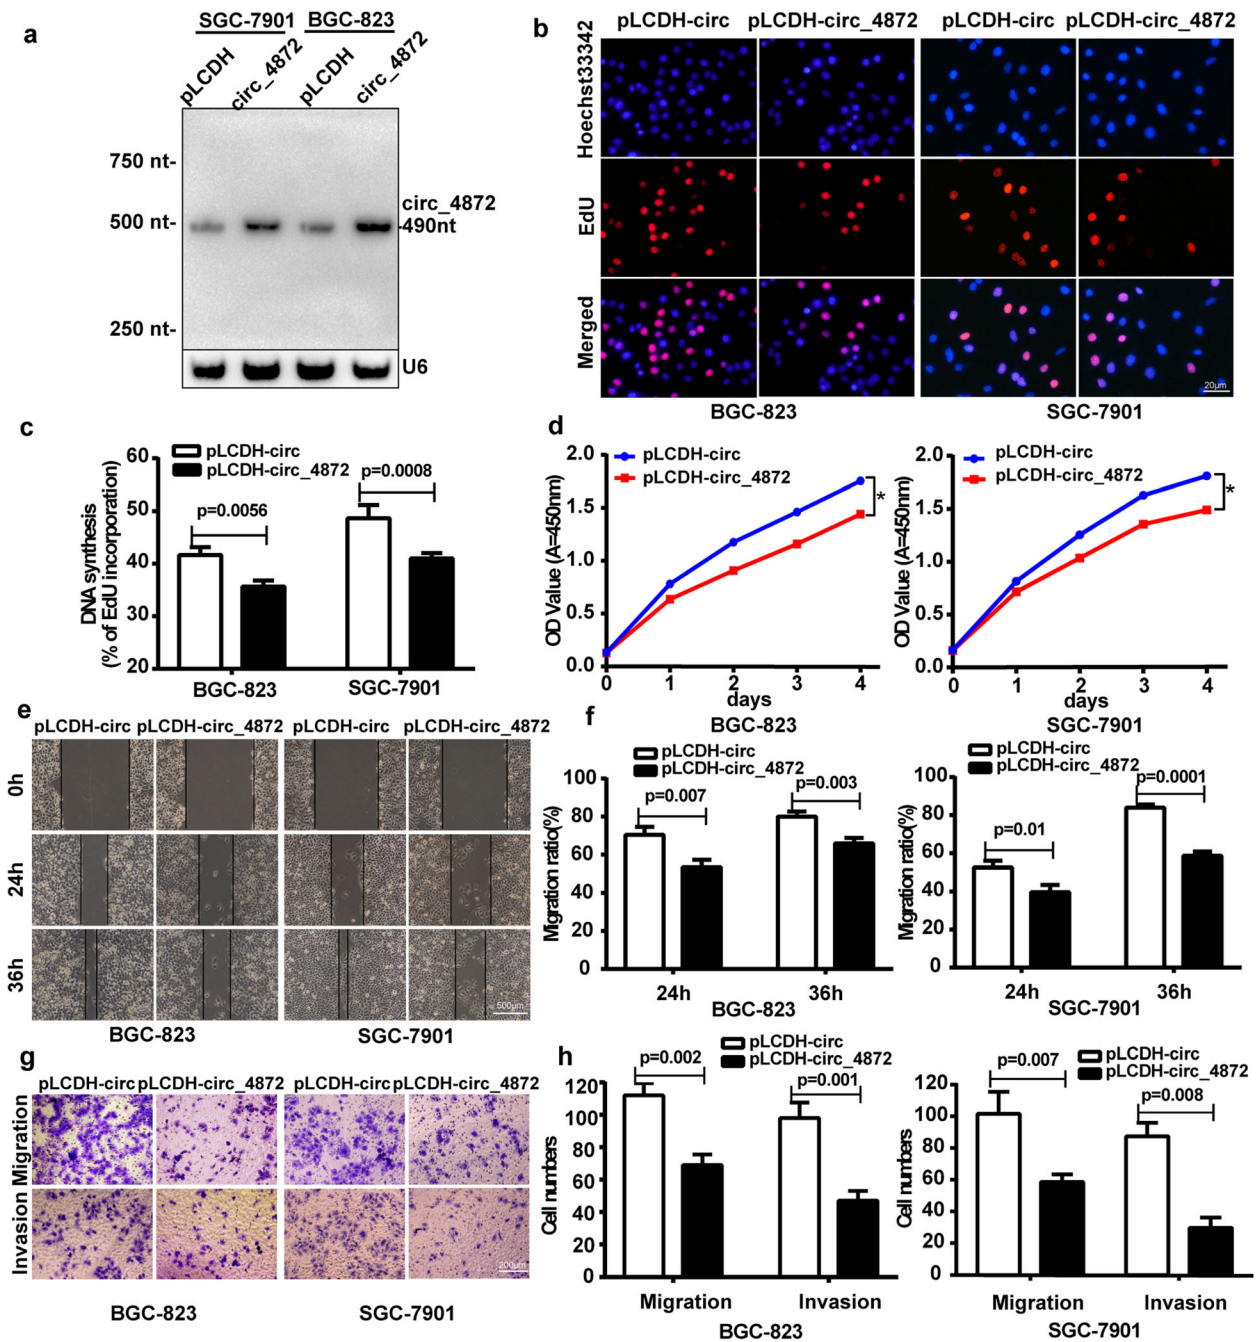 a
SGC-7901 BGC-823
pLCDH circ_4872 pLCDH circ_4872
750 nt-
500 nt-
250 nt-
circ_4872
-490nt
U6
b
pLCDH-circ pLCDH-circ_4872 pLCDH-circ pLCDH-circ_4872
Hoechst33342
EdU
Merged
20μm
BGC-823 SGC-7901
c
pLCDH-circ
pLCDH-circ_4872
DNA synthesis
(% of EdU incorporation)
60
50
40
30
20
p=0.0056
p=0.0008
BGC-823 SGC-7901
d
pLCDH-circ
pLCDH-circ_4872
OD Value (A=450nm)
2.0
1.5
1.0
0.5
0.0
*
0 1 2 3 4
days
BGC-823
pLCDH-circ
pLCDH-circ_4872
OD Value (A=450nm)
2.0
1.5
1.0
0.5
0.0
*
0 1 2 3 4
days
SGC-7901
e
pLCDH-circ pLCDH-circ_4872 pLCDH-circ pLCDH-circ_4872
0h
24h
36h
500μm
BGC-823 SGC-7901
f
pLCDH-circ
pLCDH-circ_4872
Migration ratio(%)
100
80
60
40
20
0
p=0.007
p=0.003
24h 36h
BGC-823
pLCDH-circ
pLCDH-circ_4872
Migration ratio(%)
100
80
60
40
20
0
p=0.01
p=0.0001
24h 36h
SGC-7901
g
pLCDH-circ pLCDH-circ_4872 pLCDH-circ pLCDH-circ_4872
Migration
Invasion
200μm
BGC-823 SGC-7901
h
pLCDH-circ
pLCDH-circ_4872
Cell numbers
120
100
80
60
40
20
0
p=0.002
p=0.001
Migration Invasion
BGC-823
pLCDH-circ
pLCDH-circ_4872
Cell numbers
120
100
80
60
40
20
0
p=0.007
p=0.008
Migration Invasion
SGC-7901